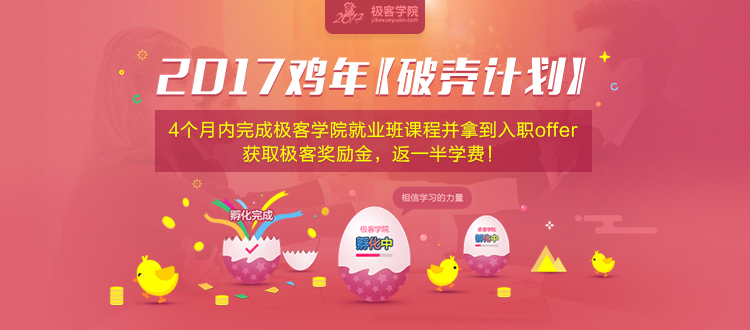 2017 极客学院
jikexueyuan.com
2017鸡年《破壳计划》
4个月内完成极客学院就业班课程并拿到入职offer
获取极客奖励金，返一半学费！
相信学习的力量
孵化完成
极客学院
孵化中
极客学院
孵化中